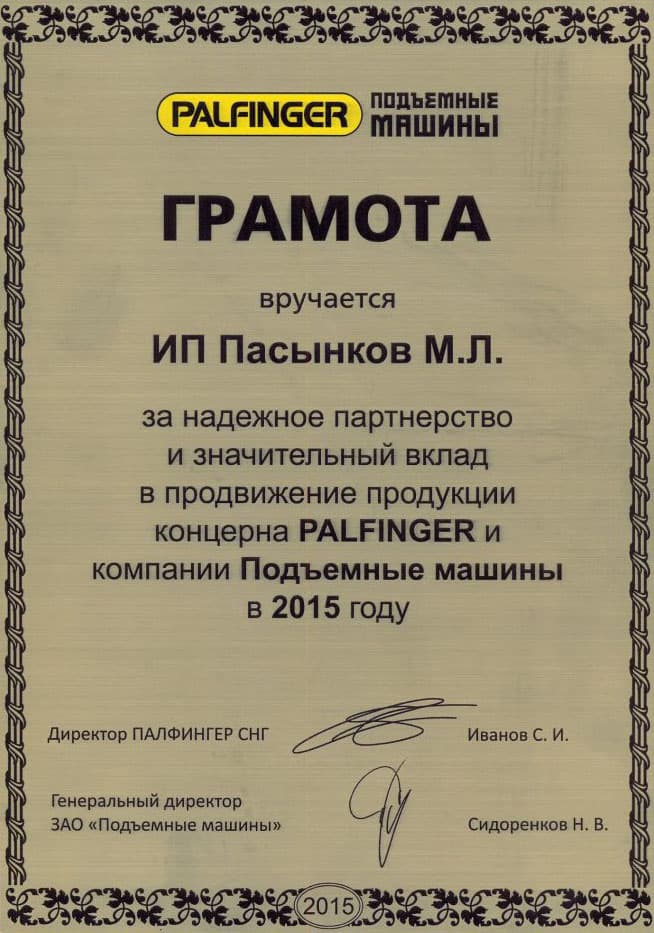 PALFINGER ПОДЪЕМНЫЕ
МАШИНЫ
ГРАМОТА
вручается
ИП Пасынков М.Л.
за надежное партнерство
и значительный вклад
в продвижение продукции
концерна PALFINGER и
компании Подъемные машины
в 2015 году
Директор ПАЛФИНГЕР СНГ Иванов С. И.
Генеральный директор
ЗАО «Подъемные машины» Сидоренков Н. В.
2015